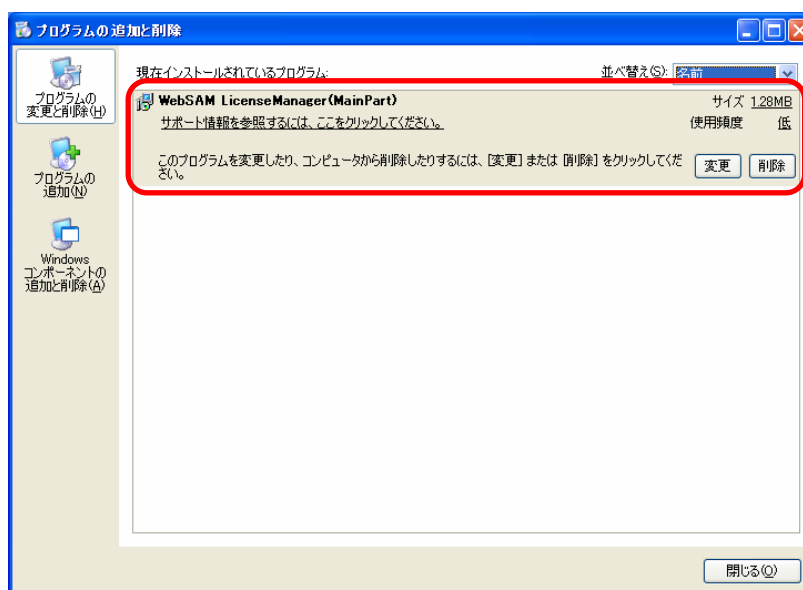 プログラムの追加と削除
プログラムの
変更と削除(H)
プログラムの
追加(N)
Windows
コンポーネントの
追加と削除(A)
現在インストールされているプログラム:
並べ替え(S): 名前
WebSAM LicenseManager(MainPart)
サイズ 1.28MB
サポート情報を参照するには、ここをクリックしてください。
使用頻度 低
このプログラムを変更したり、コンピュータから削除したりするには、[変更] または [削除] をクリックしてくだ
さい。
変更 削除
閉じる(O)